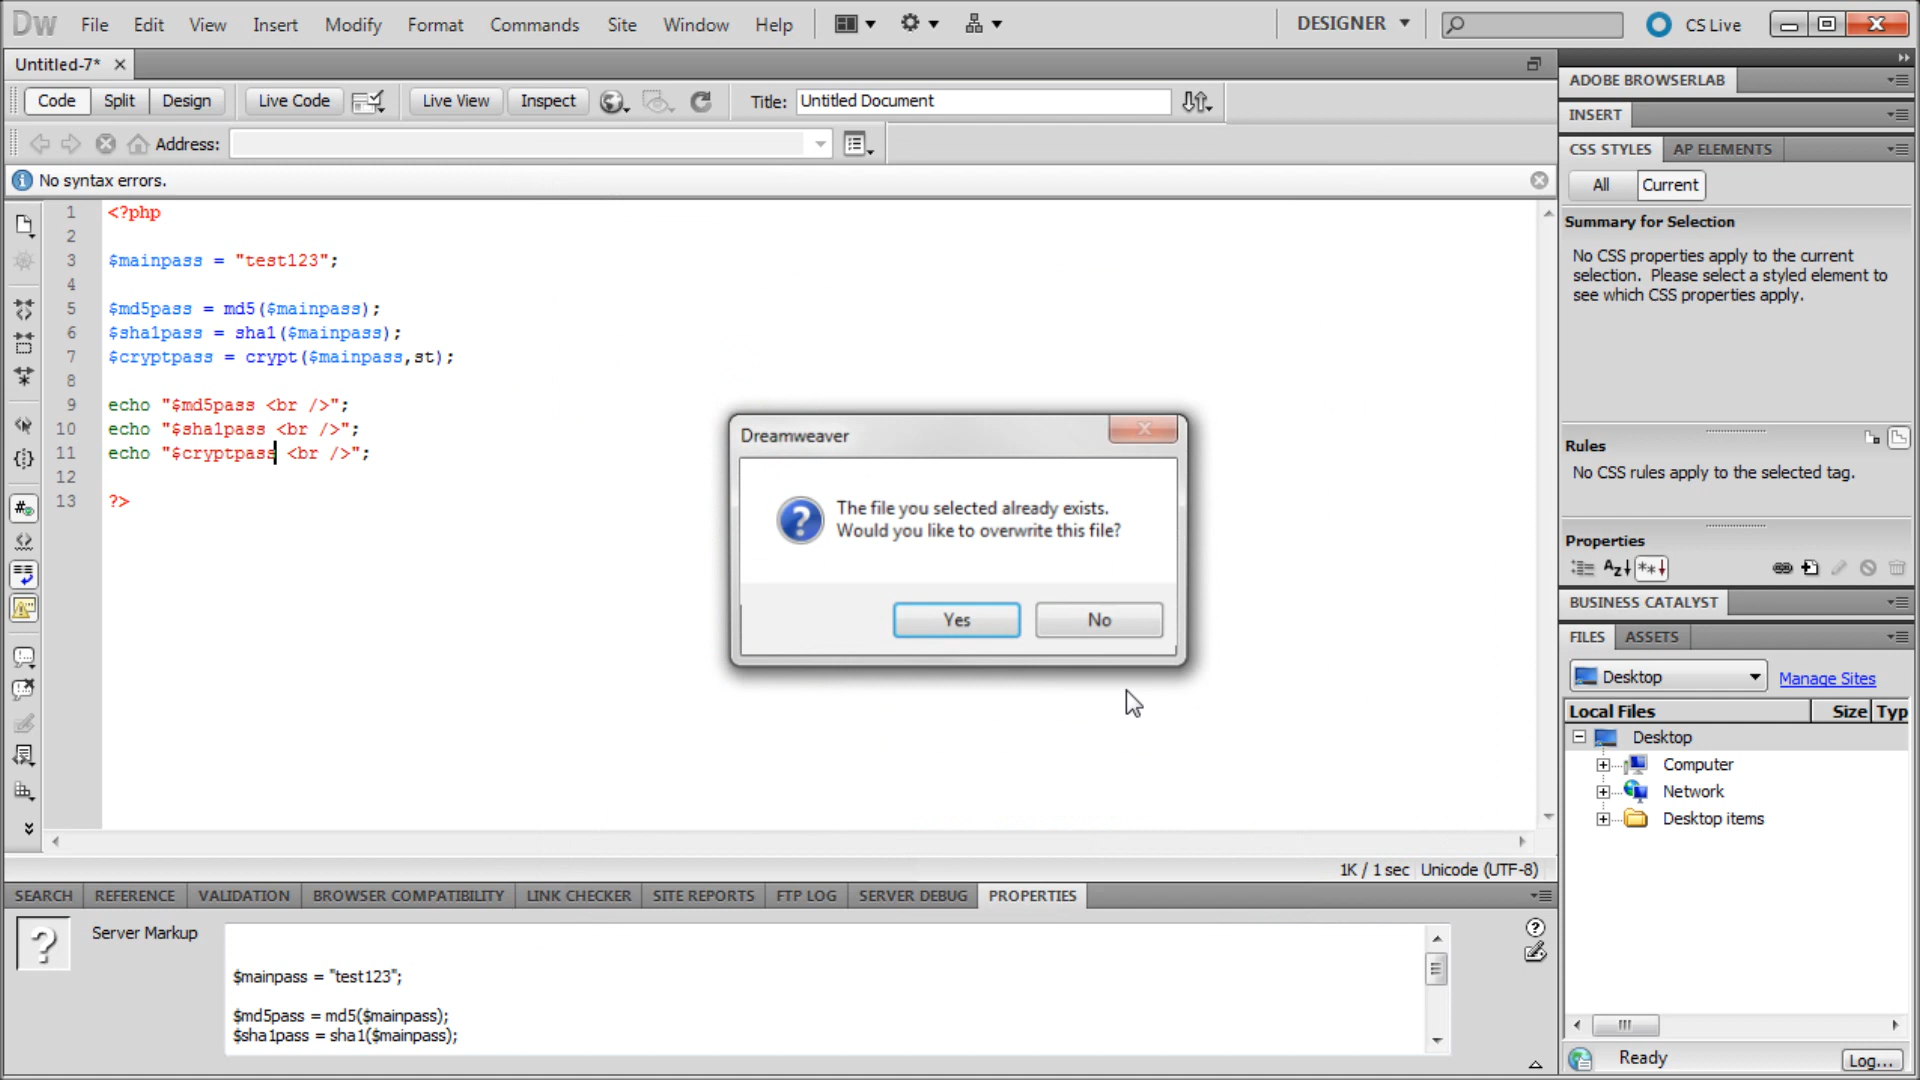 Dw File Edit View Insert Modify Format Commands Site Window Help DESIGNER CS Live
Untitled-7*
Code Split Design Live Code Live View Inspect Title: Untitled Document
Address:
No syntax errors.
1 <?php
2
3 $mainpass = "test123";
4
5 $md5pass = md5($mainpass);
6 $sha1pass = sha1($mainpass);
7 $cryptpass = crypt($mainpass,st);
8
9 echo "$md5pass <br />";
10 echo "$sha1pass <br />";
11 echo "$cryptpass <br />";
12
13 ?>
Dreamweaver
The file you selected already exists.
Would you like to overwrite this file?
Yes No
ADOBE BROWSERLAB
INSERT
CSS STYLES AP ELEMENTS
All Current
Summary for Selection
No CSS properties apply to the current
selection. Please select a styled element to
see which CSS properties apply.
Rules
No CSS rules apply to the selected tag.
Properties
BUSINESS CATALYST
FILES ASSETS
Desktop Manage Sites
Local Files Size Typ
Desktop
Computer
Network
Desktop items
Ready Log...
1K / 1 sec Unicode (UTF-8)
SEARCH REFERENCE VALIDATION BROWSER COMPATIBILITY LINK CHECKER SITE REPORTS FTP LOG SERVER DEBUG PROPERTIES
Server Markup
$mainpass = "test123";
$md5pass = md5($mainpass);
$sha1pass = sha1($mainpass);